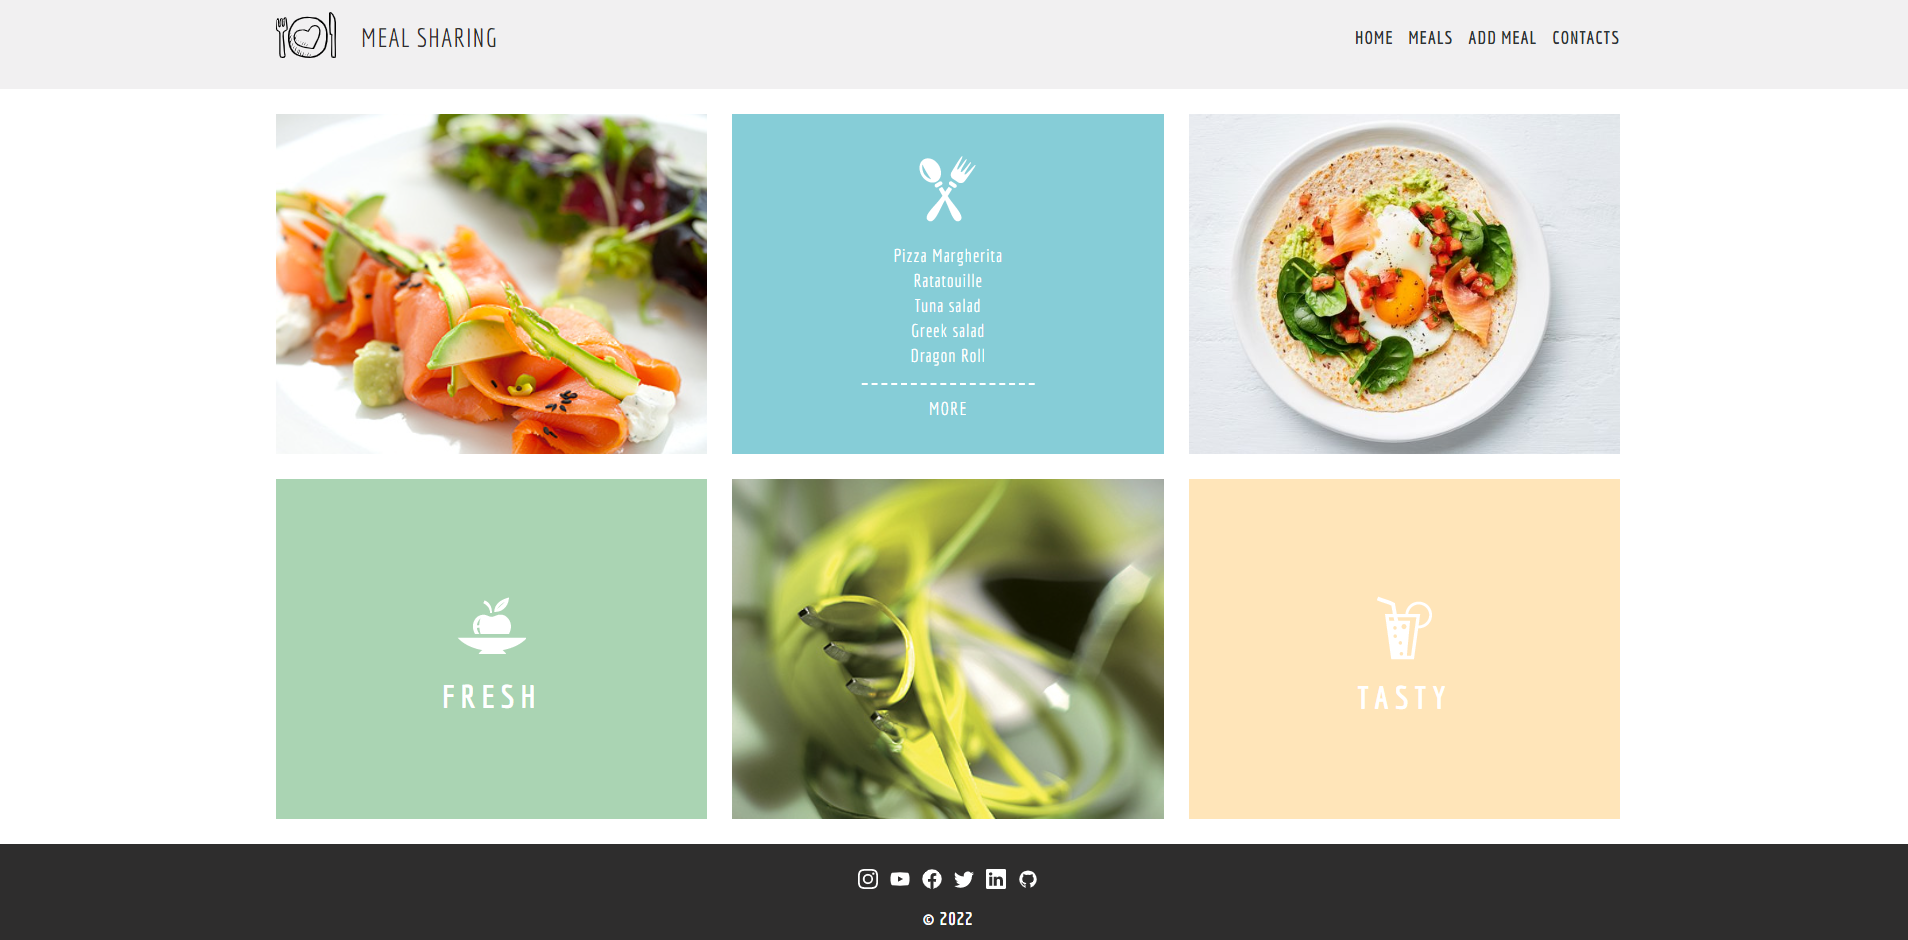 MEAL SHARING
HOME MEALS ADD MEAL CONTACTS
Pizza Margherita
Ratatouille
Tuna salad
Greek salad
Dragon Roll
MORE
FRESH
TASTY
© 2022